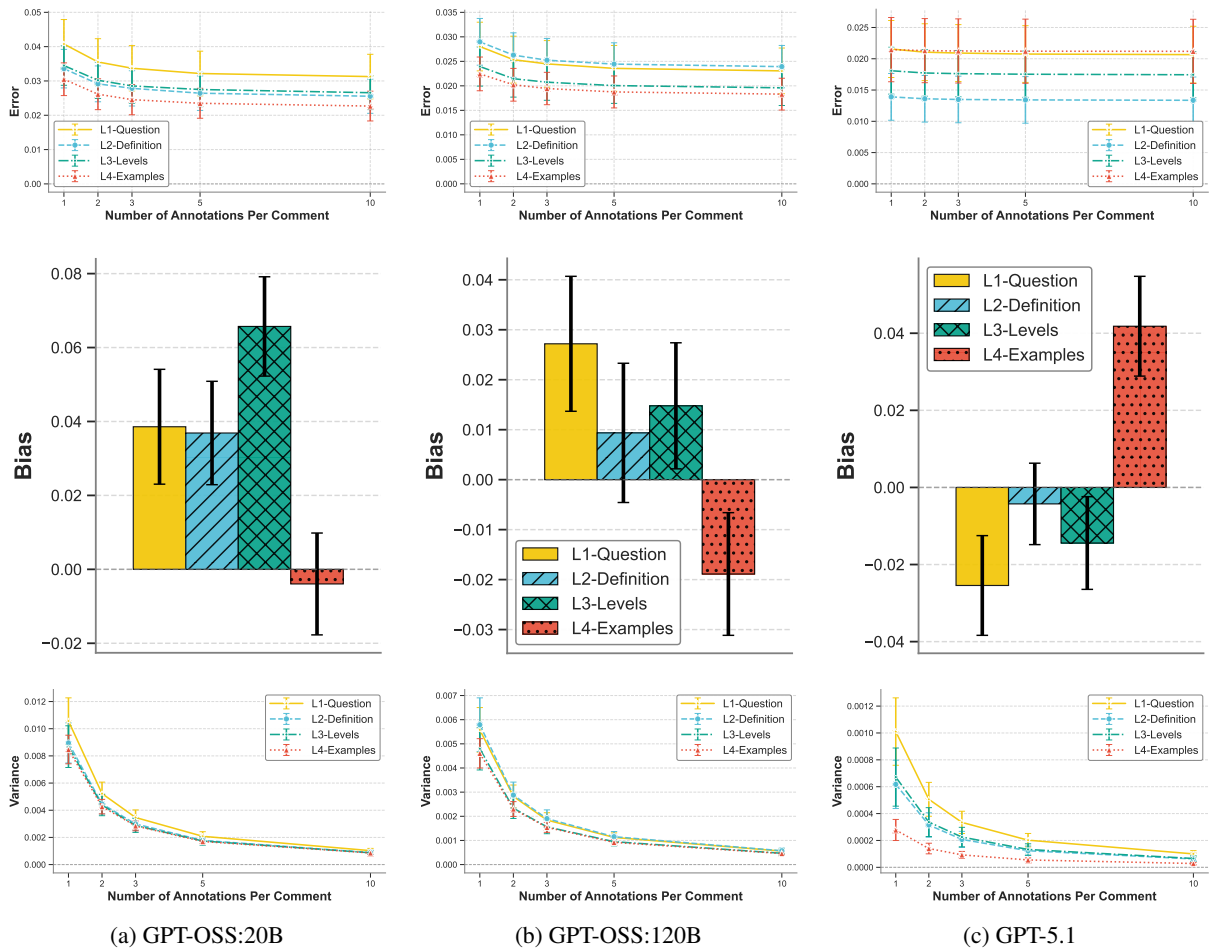 0.05
0.04
0.03
0.02
0.01
0.00
Error
L1-Question
L2-Definition
L3-Levels
L4-Examples
1
2
3
5
10
Number of Annotations Per Comment
0.035
0.030
0.025
0.020
0.015
0.010
0.005
0.000
Error
L1-Question
L2-Definition
L3-Levels
L4-Examples
1
2
3
5
10
Number of Annotations Per Comment
0.025
0.020
0.015
0.010
0.005
0.000
Error
L1-Question
L2-Definition
L3-Levels
L4-Examples
1
2
3
5
10
Number of Annotations Per Comment
0.08
0.06
0.04
0.02
0.00
−0.02
Bias
0.04
0.03
0.02
0.01
0.00
−0.01
−0.02
−0.03
Bias
L1-Question
L2-Definition
L3-Levels
L4-Examples
0.04
0.02
0.00
−0.02
−0.04
Bias
L1-Question
L2-Definition
L3-Levels
L4-Examples
0.012
0.010
0.008
0.006
0.004
0.002
0.000
Variance
L1-Question
L2-Definition
L3-Levels
L4-Examples
1
2
3
5
10
Number of Annotations Per Comment
0.007
0.006
0.005
0.004
0.003
0.002
0.001
0.000
Variance
L1-Question
L2-Definition
L3-Levels
L4-Examples
1
2
3
5
10
Number of Annotations Per Comment
0.0012
0.0010
0.0008
0.0006
0.0004
0.0002
0.0000
Variance
L1-Question
L2-Definition
L3-Levels
L4-Examples
1
2
3
5
10
Number of Annotations Per Comment
(a) GPT-OSS:20B
(b) GPT-OSS:120B
(c) GPT-5.1